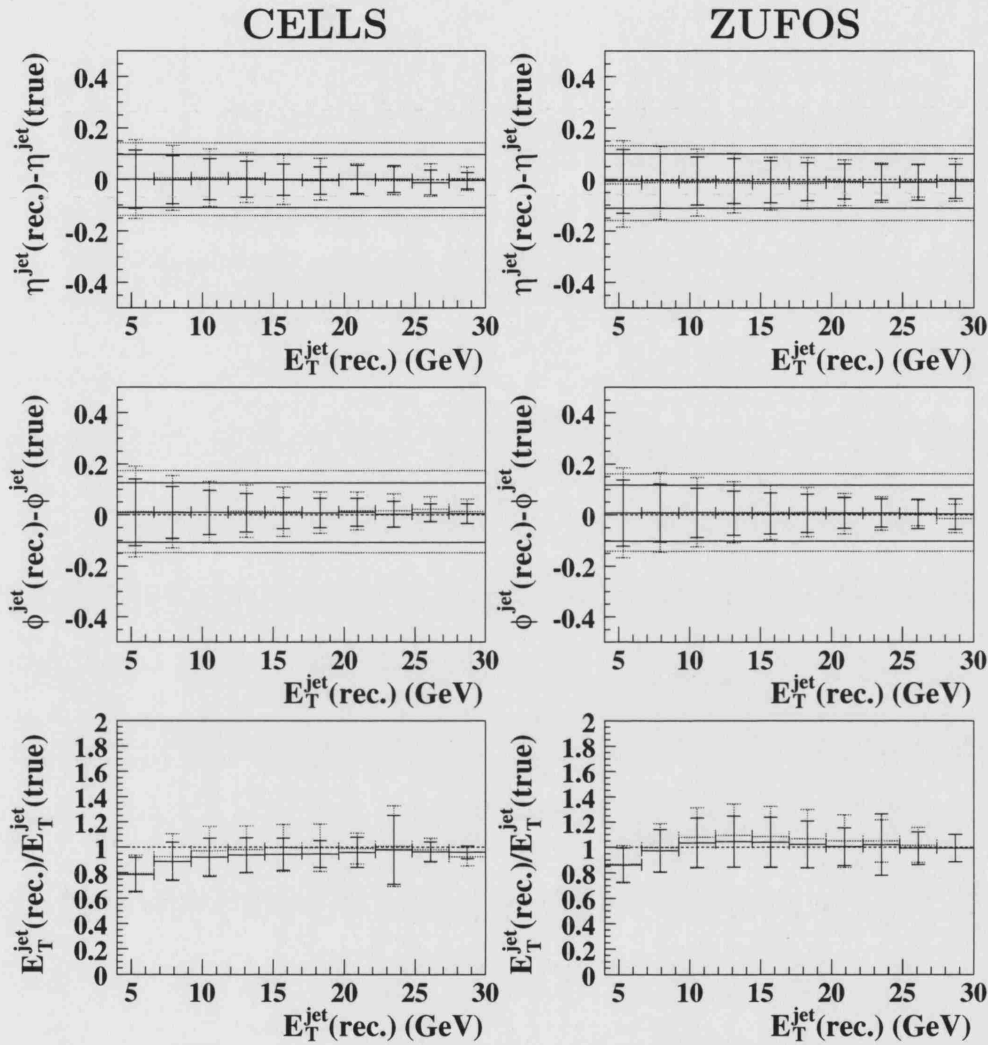 CELLS ZUFOS
η^jet(rec.)-η^jet(true)
0.4
0.2
0
-0.2
-0.4
5 10 15 20 25 30
E_T^jet(rec.) (GeV)
η^jet(rec.)-η^jet(true)
0.4
0.2
0
-0.2
-0.4
5 10 15 20 25 30
E_T^jet(rec.) (GeV)
ϕ^jet(rec.)-ϕ^jet(true)
0.4
0.2
0
-0.2
-0.4
5 10 15 20 25 30
E_T^jet(rec.) (GeV)
ϕ^jet(rec.)-ϕ^jet(true)
0.4
0.2
0
-0.2
-0.4
5 10 15 20 25 30
E_T^jet(rec.) (GeV)
E_T^jet(rec.)/E_T^jet(true)
2
1.8
1.6
1.4
1.2
1
0.8
0.6
0.4
0.2
0
5 10 15 20 25 30
E_T^jet(rec.) (GeV)
E_T^jet(rec.)/E_T^jet(true)
2
1.8
1.6
1.4
1.2
1
0.8
0.6
0.4
0.2
0
5 10 15 20 25 30
E_T^jet(rec.) (GeV)